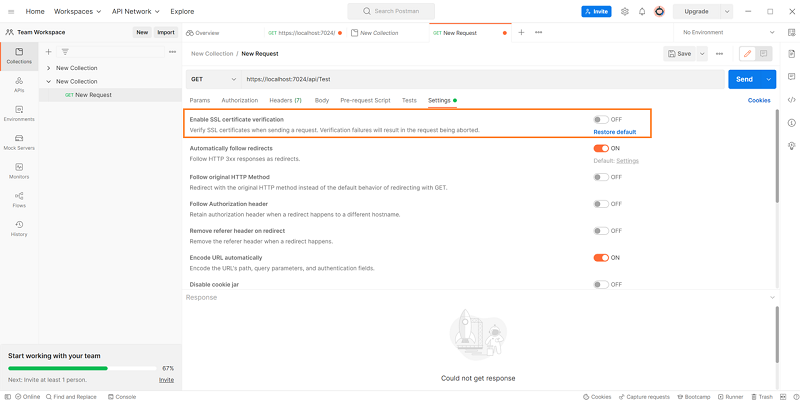 Home Workspaces API Network Explore Search Postman Invite Upgrade
Team Workspace New Import Overview GET https://localhost:7024/ New Collection GET New Request No Environment
Collections
APIs
Environments
Mock Servers
Monitors
Flows
History
New Collection
New Collection
GET New Request
New Collection / New Request Save
GET https://localhost:7024/api/Test Send
Params Authorization Headers (7) Body Pre-request Script Tests Settings Cookies
Enable SSL certificate verification OFF
Verify SSL certificates when sending a request. Verification failures will result in the request being aborted. Restore default
Automatically follow redirects ON
Follow HTTP 3xx responses as redirects. Default: Settings
Follow original HTTP Method OFF
Redirect with the original HTTP method instead of the default behavior of redirecting with GET.
Follow Authorization header OFF
Retain authorization header when a redirect happens to a different hostname.
Remove referer header on redirect OFF
Remove the referer header when a redirect happens.
Encode URL automatically ON
Encode the URL's path, query parameters, and authentication fields.
Disable cookie jar OFF
Response
Could not get response
Start working with your team
67%
Next: Invite at least 1 person. Invite
Online Find and Replace Console Cookies Capture requests Bootcamp Runner Trash